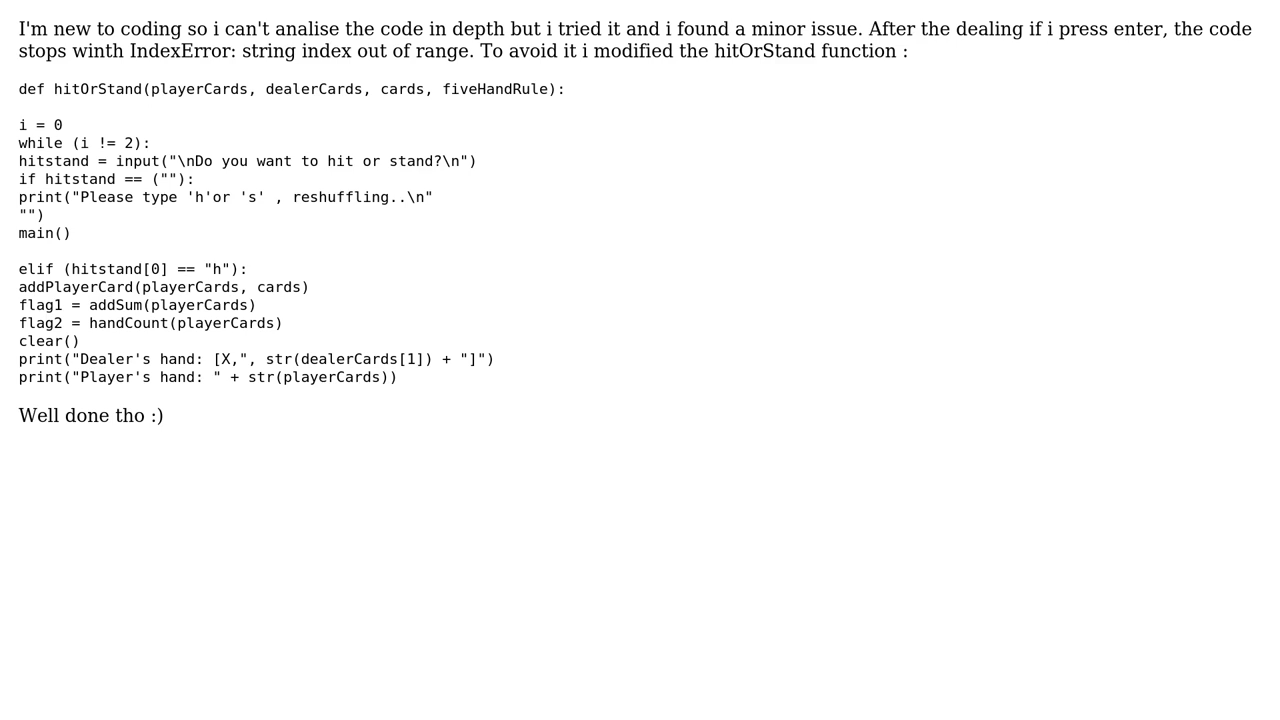 I'm new to coding so i can't analise the code in depth but i tried it and i found a minor issue. After the dealing if i press enter, the code
stops winth IndexError: string index out of range. To avoid it i modified the hitOrStand function :
def hitOrStand(playerCards, dealerCards, cards, fiveHandRule):
i = 0
while (i != 2):
hitstand = input("\nDo you want to hit or stand?\n")
if hitstand == (""):
print("Please type 'h'or 's' , reshuffling..\n"
"")
main()
elif (hitstand[0] == "h"):
addPlayerCard(playerCards, cards)
flag1 = addSum(playerCards)
flag2 = handCount(playerCards)
clear()
print("Dealer's hand: [X,", str(dealerCards[1]) + "]")
print("Player's hand: " + str(playerCards))
Well done tho :)